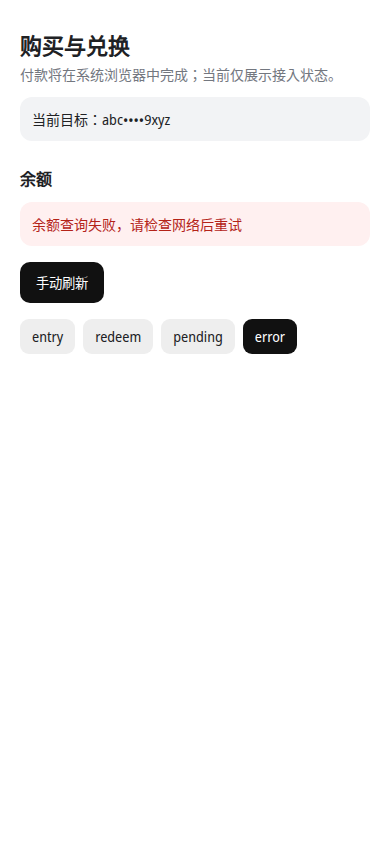 购买与兑换
付款将在系统浏览器中完成；当前仅展示接入状态。
当前目标：abc••••9xyz
余额
余额查询失败，请检查网络后重试
手动刷新
entry redeem pending error